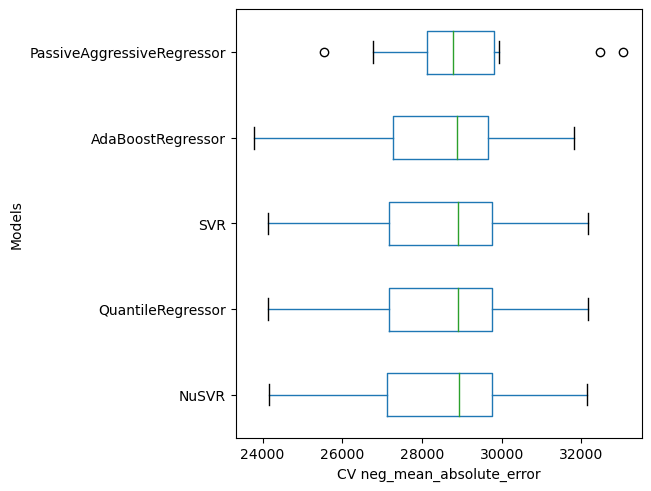 PassiveAggressiveRegressor
AdaBoostRegressor
SVR
QuantileRegressor
NuSVR
Models
24000 26000 28000 30000 32000
CV neg_mean_absolute_error